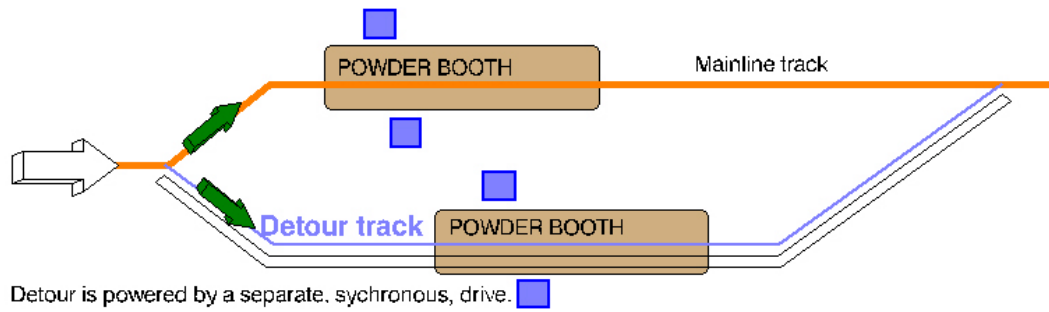 POWDER BOOTH
Mainline track
Detour track
POWDER BOOTH
Detour is powered by a separate, sychronous, drive.